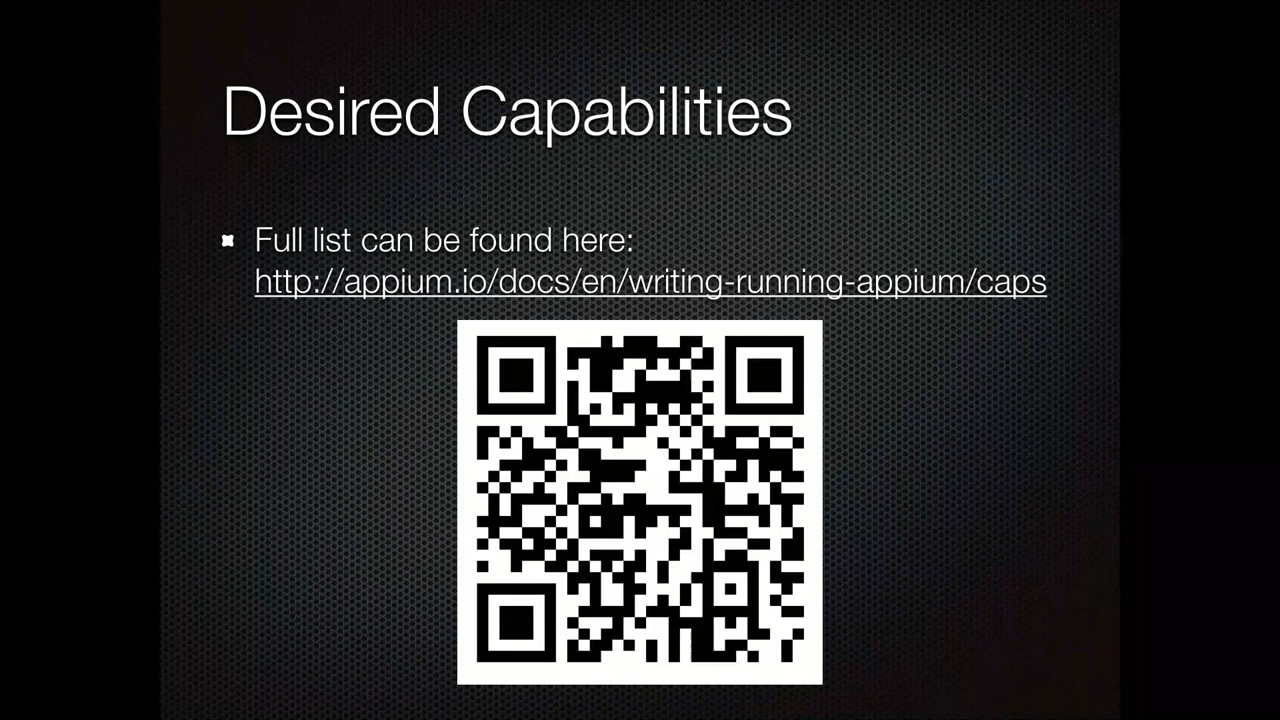 Desired Capabilities
Full list can be found here:
http://appium.io/docs/en/writing-running-appium/caps